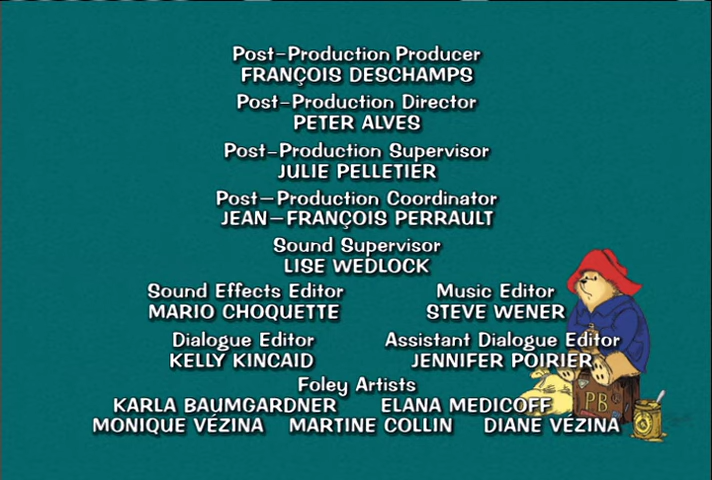 Post-Production Producer
FRANÇOIS DESCHAMPS
Post-Production Director
PETER ALVES
Post-Production Supervisor
JULIE PELLETIER
Post-Production Coordinator
JEAN-FRANÇOIS PERRAULT
Sound Supervisor
LISE WEDLOCK
Sound Effects Editor Music Editor
MARIO CHOQUETTE STEVE WENER
Dialogue Editor Assistant Dialogue Editor
KELLY KINCAID JENNIFER POIRIER
Foley Artists
KARLA BAUMGARDNER ELANA MEDICOFF
PB
MONIQUE VÉZINA MARTINE COLLIN DIANE VÉZINA